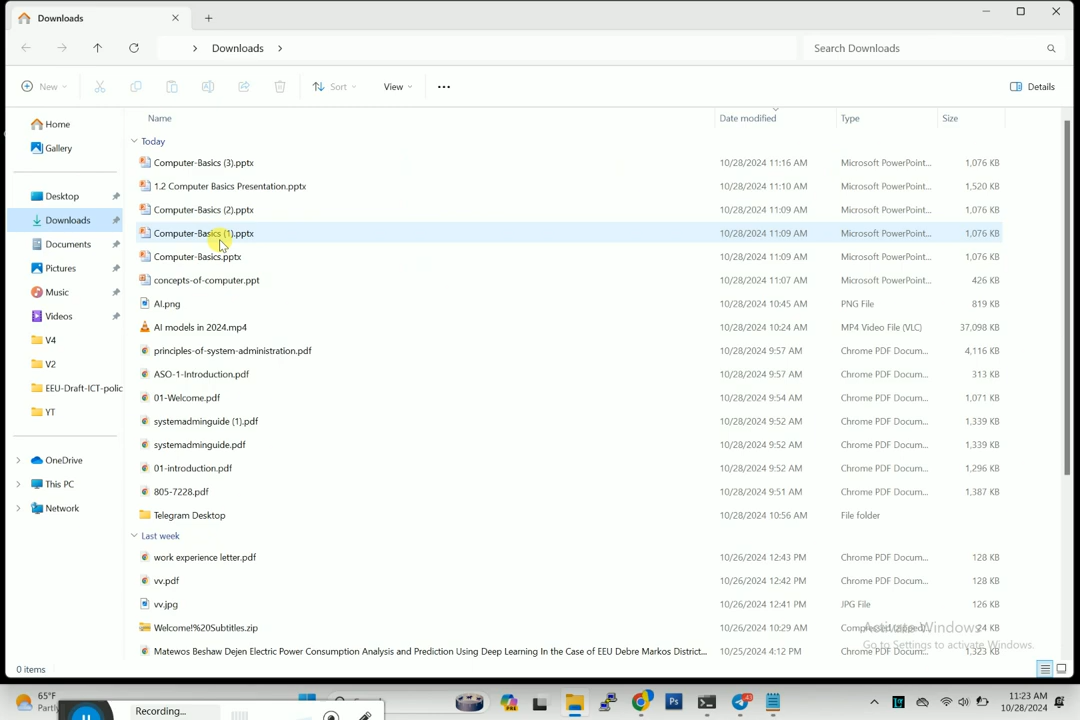 Downloads
Downloads
Search Downloads
New
Sort
View
Details
Name
Date modified
Type
Size
Home
Gallery
Desktop
Downloads
Documents
Pictures
Music
Videos
V4
V2
EEU-Draft-ICT-polic
YT
OneDrive
This PC
Network
Today
Computer-Basics (3).pptx 10/28/2024 11:16 AM Microsoft PowerPoint... 1,076 KB
1.2 Computer Basics Presentation.pptx 10/28/2024 11:10 AM Microsoft PowerPoint... 1,520 KB
Computer-Basics (2).pptx 10/28/2024 11:09 AM Microsoft PowerPoint... 1,076 KB
Computer-Basics (1).pptx 10/28/2024 11:09 AM Microsoft PowerPoint... 1,076 KB
Computer-Basics.pptx 10/28/2024 11:09 AM Microsoft PowerPoint... 1,076 KB
concepts-of-computer.ppt 10/28/2024 11:07 AM Microsoft PowerPoint... 426 KB
AI.png 10/28/2024 10:45 AM PNG File 819 KB
AI models in 2024.mp4 10/28/2024 10:24 AM MP4 Video File (VLC) 37,098 KB
principles-of-system-administration.pdf 10/28/2024 9:57 AM Chrome PDF Docum... 4,116 KB
ASO-1-Introduction.pdf 10/28/2024 9:57 AM Chrome PDF Docum... 313 KB
01-Welcome.pdf 10/28/2024 9:54 AM Chrome PDF Docum... 1,071 KB
systemadminguide (1).pdf 10/28/2024 9:52 AM Chrome PDF Docum... 1,339 KB
systemadminguide.pdf 10/28/2024 9:52 AM Chrome PDF Docum... 1,339 KB
01-introduction.pdf 10/28/2024 9:52 AM Chrome PDF Docum... 1,296 KB
805-7228.pdf 10/28/2024 9:51 AM Chrome PDF Docum... 1,387 KB
Telegram Desktop 10/28/2024 10:56 AM File folder
Last week
work experience letter.pdf 10/26/2024 12:43 PM Chrome PDF Docum... 128 KB
vv.pdf 10/26/2024 12:42 PM Chrome PDF Docum... 128 KB
vv.jpg 10/26/2024 12:41 PM JPG File 126 KB
Welcome!%20Subtitles.zip 10/26/2024 10:29 AM 24 KB
Matewos Beshaw Dejen Electric Power Consumption Analysis and Prediction Using Deep Learning In the Case of EEU Debre Markos District... 10/25/2024 4:12 PM Chrome PDF Docum... 1,323 KB
Activate Windows
Go to Settings to activate Windows.
0 items
65°F
Recording...
11:23 AM
10/28/2024